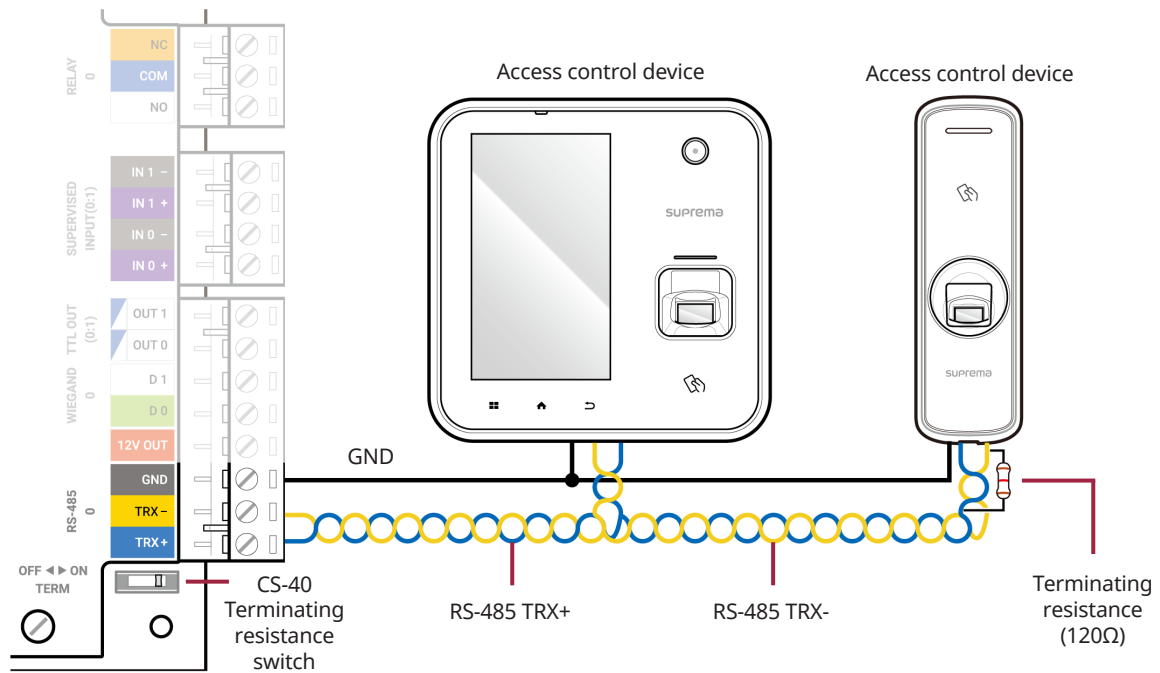 RELAY
0
NC
COM
NO
SUPERVISED
INPUT(0:1)
IN 1 -
IN 1 +
IN 0 -
IN 0 +
TTL OUT
(0:1)
OUT 1
OUT 0
WIEGAND
0
D 1
D 0
12V OUT
RS-485
0
GND
TRX -
TRX +
OFF ◀ ▶ ON
TERM
CS-40
Terminating
resistance
switch
Access control device
suprema
Access control device
suprema
GND
RS-485 TRX+
RS-485 TRX-
Terminating
resistance
(120Ω)